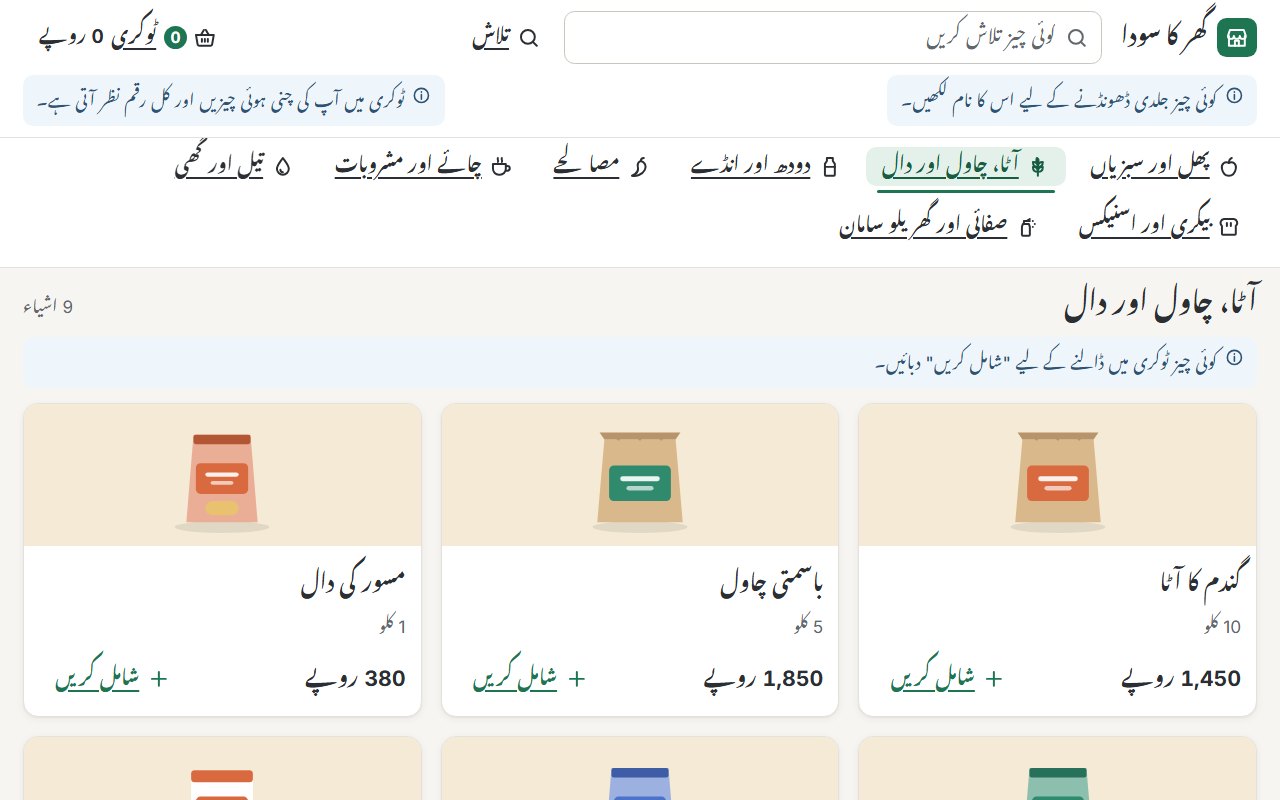 گھر کا سودا
کوئی چیز تلاش کریں
تلاش
0 ٹوکری 0 روپے
کوئی چیز جلدی ڈھونڈنے کے لیے اس کا نام لکھیں۔
ٹوکری میں آپ کی چنی ہوئی چیزیں اور کل رقم نظر آتی ہے۔
پھل اور سبزیاں
آٹا، چاول اور دال
دودھ اور انڈے
مصالحے
چائے اور مشروبات
تیل اور گھی
بیکری اور اسنیکس
صفائی اور گھریلو سامان
آٹا، چاول اور دال
9 اشیاء
کوئی چیز ٹوکری میں ڈالنے کے لیے "شامل کریں" دبائیں۔
گندم کا آٹا
10 کلو
1,450 روپے
شامل کریں
باسمتی چاول
5 کلو
1,850 روپے
شامل کریں
مسور کی دال
1 کلو
380 روپے
شامل کریں